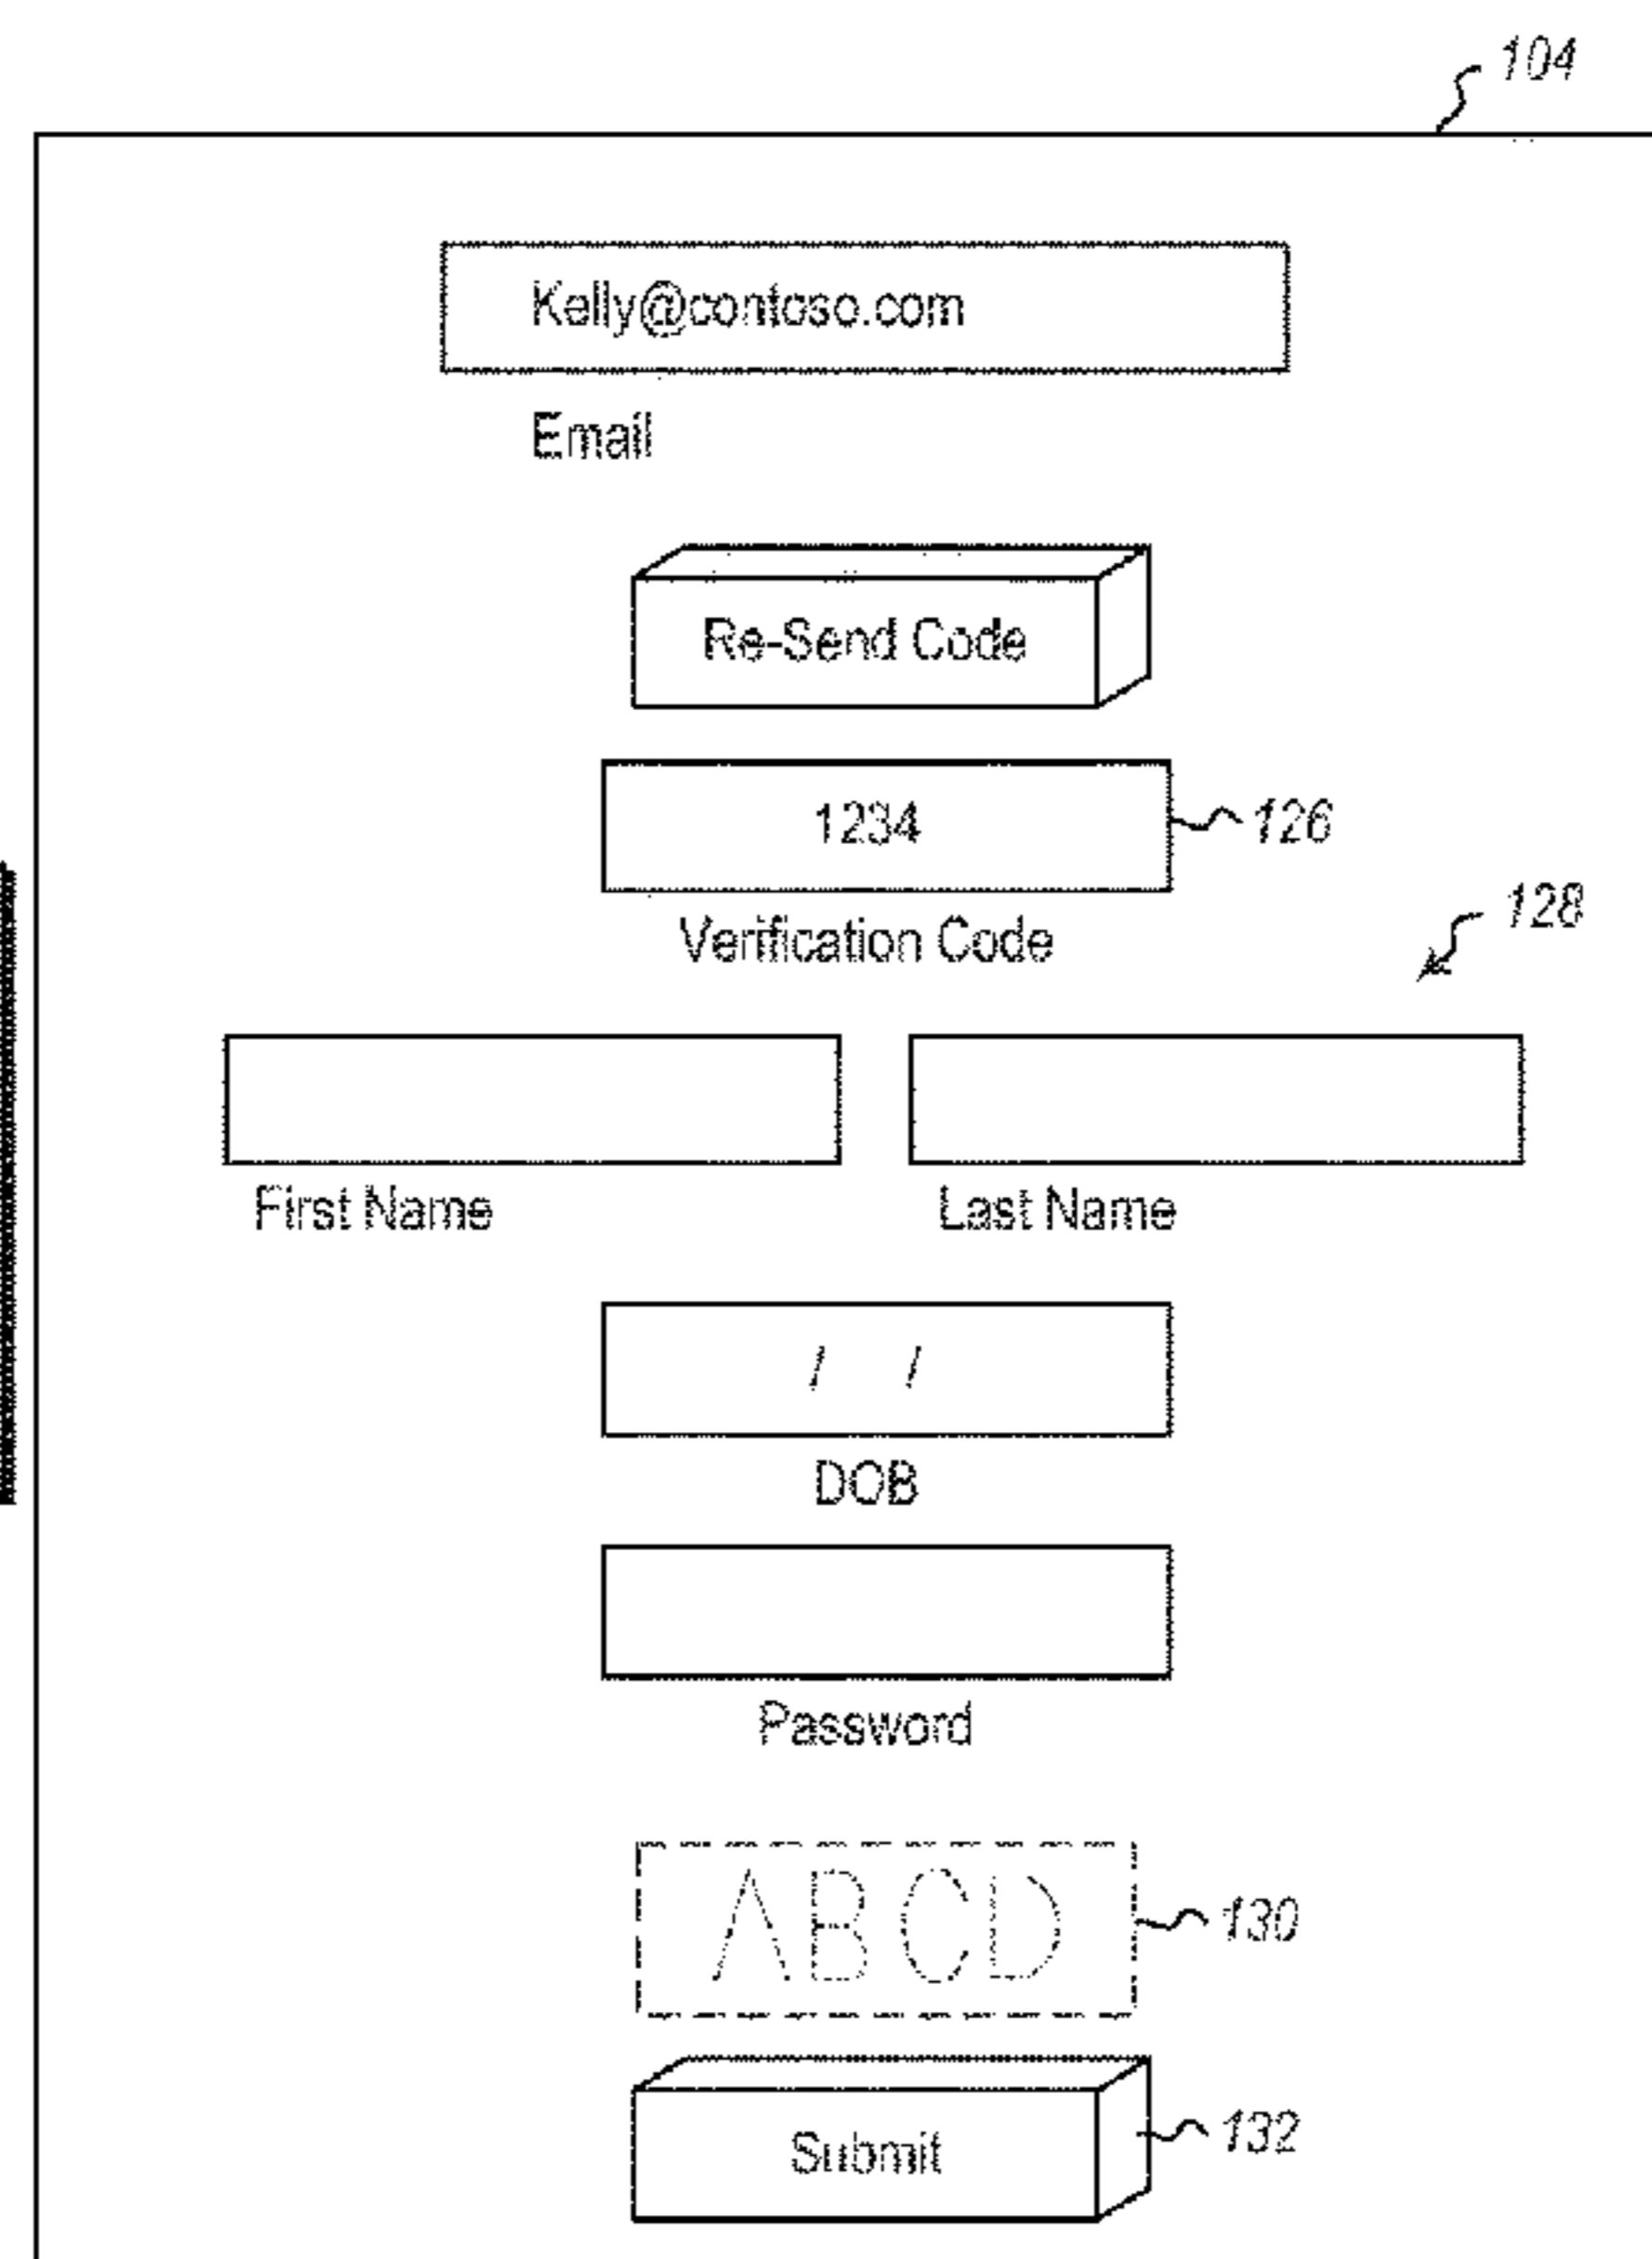 104
Kelly@contoso.com
Email
Re-Send Code
1234 126
Verification Code
128
First Name Last Name
/ /
DOB
Password
ABCD 130
Submit 132